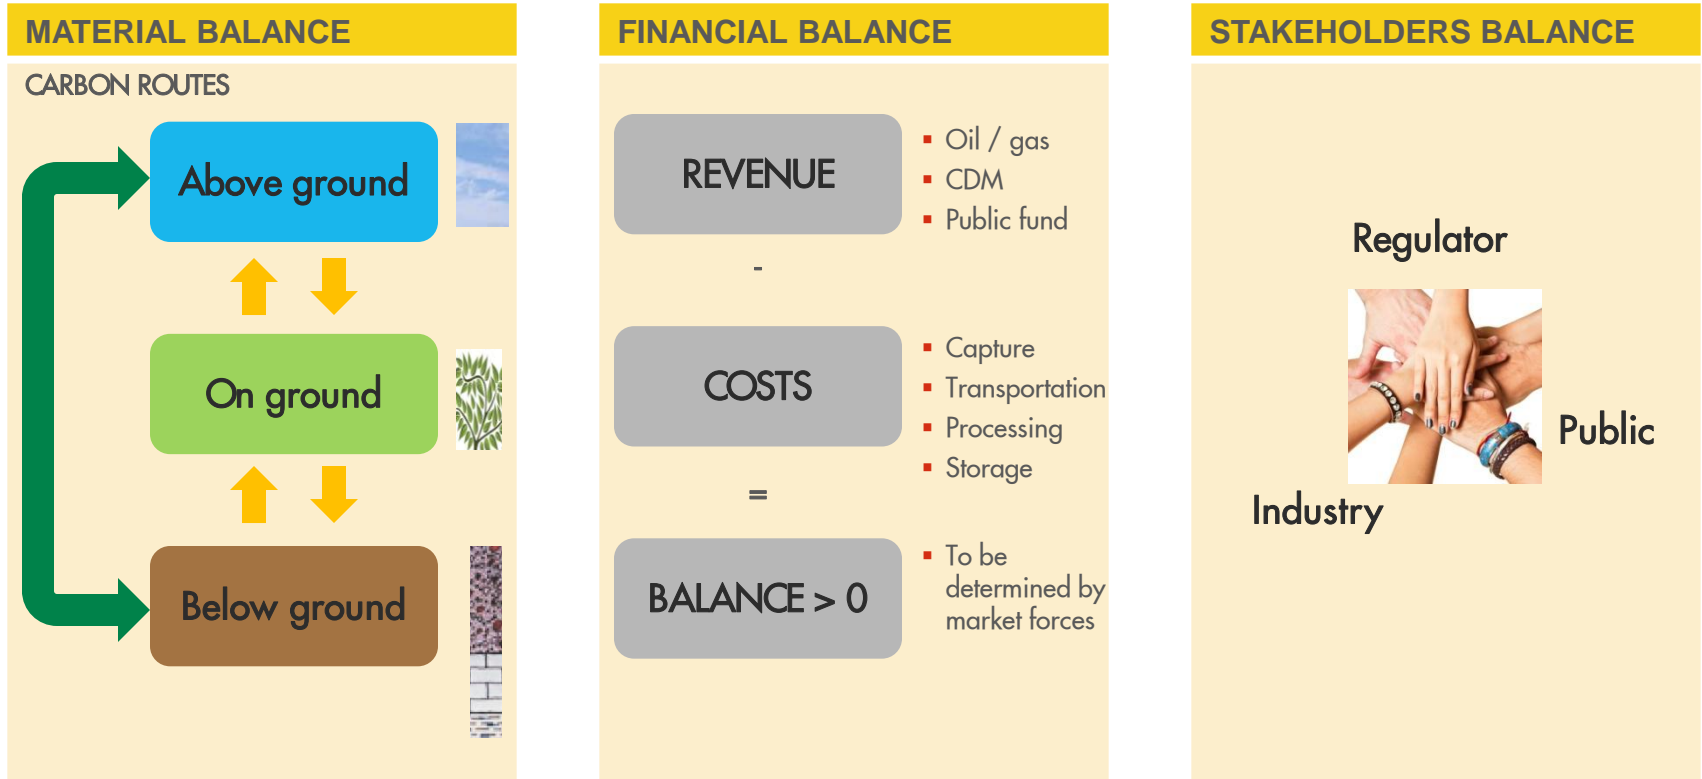 MATERIAL BALANCE
CARBON ROUTES
Above ground
On ground
Below ground
FINANCIAL BALANCE
REVENUE
Oil / gas
CDM
Public fund
-
COSTS
Capture
Transportation
Processing
Storage
=
BALANCE > 0
To be
determined by
market forces
STAKEHOLDERS BALANCE
Regulator
Public
Industry